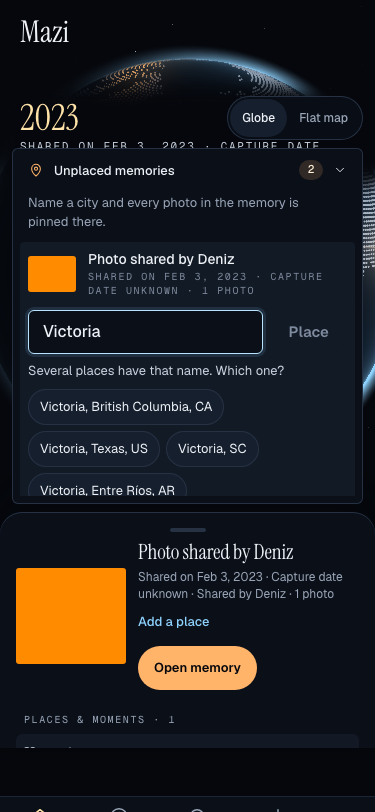 Mazi
2023
Globe
Flat map
SHARED ON FEB 3, 2023 · CAPTURE DATE
Unplaced memories
2
Name a city and every photo in the memory is
pinned there.
Photo shared by Deniz
SHARED ON FEB 3, 2023 · CAPTURE
DATE UNKNOWN · 1 PHOTO
Victoria
Place
Several places have that name. Which one?
Victoria, British Columbia, CA
Victoria, Texas, US
Victoria, SC
Victoria, Entre Ríos, AR
Photo shared by Deniz
Shared on Feb 3, 2023 · Capture date
unknown · Shared by Deniz · 1 photo
Add a place
Open memory
PLACES & MOMENTS · 1